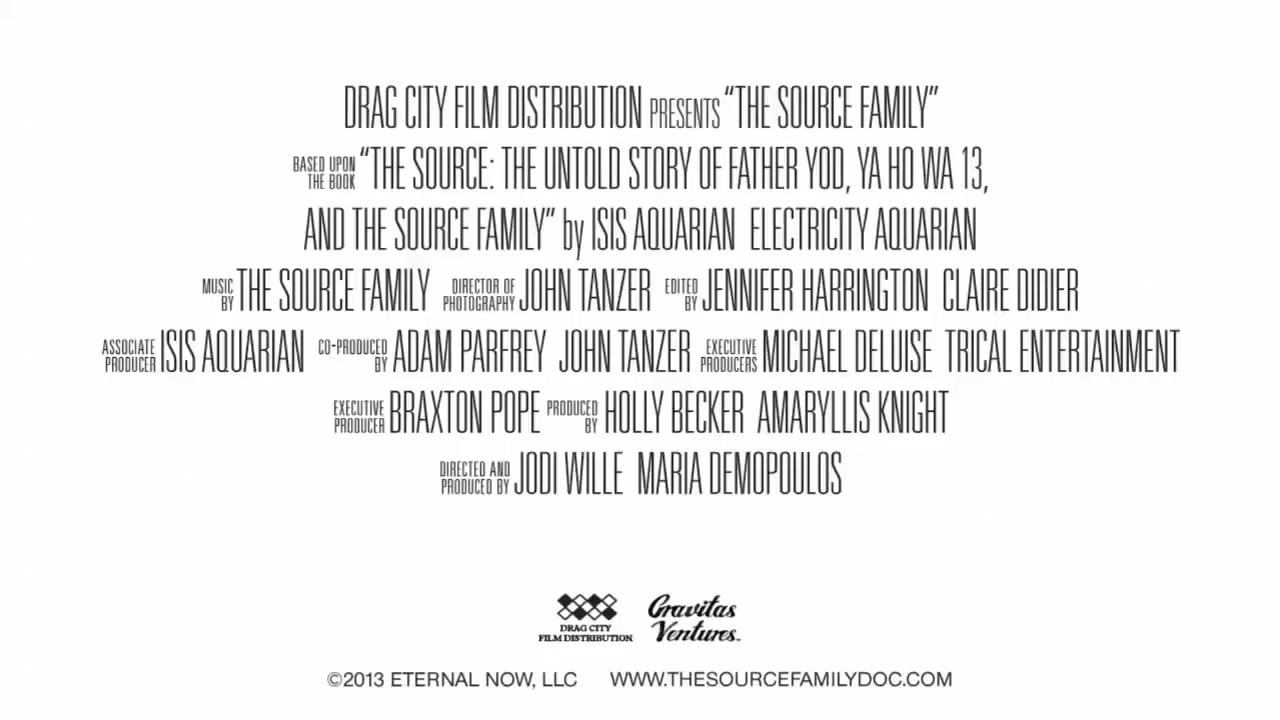 DRAG CITY FILM DISTRIBUTION PRESENTS “THE SOURCE FAMILY”
BASED UPON THE BOOK “THE SOURCE: THE UNTOLD STORY OF FATHER YOD, YA HO WA 13,
AND THE SOURCE FAMILY” by ISIS AQUARIAN ELECTRICITY AQUARIAN
MUSIC BY THE SOURCE FAMILY DIRECTOR OF PHOTOGRAPHY JOHN TANZER EDITED BY JENNIFER HARRINGTON CLAIRE DIDIER
ASSOCIATE PRODUCER ISIS AQUARIAN CO-PRODUCED BY ADAM PARFREY JOHN TANZER EXECUTIVE PRODUCERS MICHAEL DELUISE TRICAL ENTERTAINMENT
EXECUTIVE PRODUCER BRAXTON POPE PRODUCED BY HOLLY BECKER AMARYLLIS KNIGHT
DIRECTED AND PRODUCED BY JODI WILLE MARIA DEMOPOULOS
DRAG CITY
FILM DISTRIBUTION
Gravitas
Ventures
©2013 ETERNAL NOW, LLC WWW.THESOURCEFAMILYDOC.COM